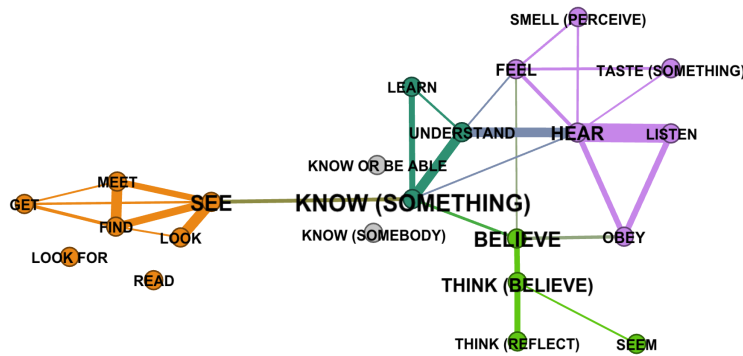 SMELL (PERCEIVE)
FEEL
TASTE (SOMETHING)
LEARN
UNDERSTAND
HEAR
LISTEN
KNOW OR BE ABLE
MEET
GET
SEE
KNOW (SOMETHING)
FIND
LOOK
KNOW (SOMEBODY)
BELIEVE
OBEY
LOOK FOR
READ
THINK (BELIEVE)
THINK (REFLECT)
SEEM